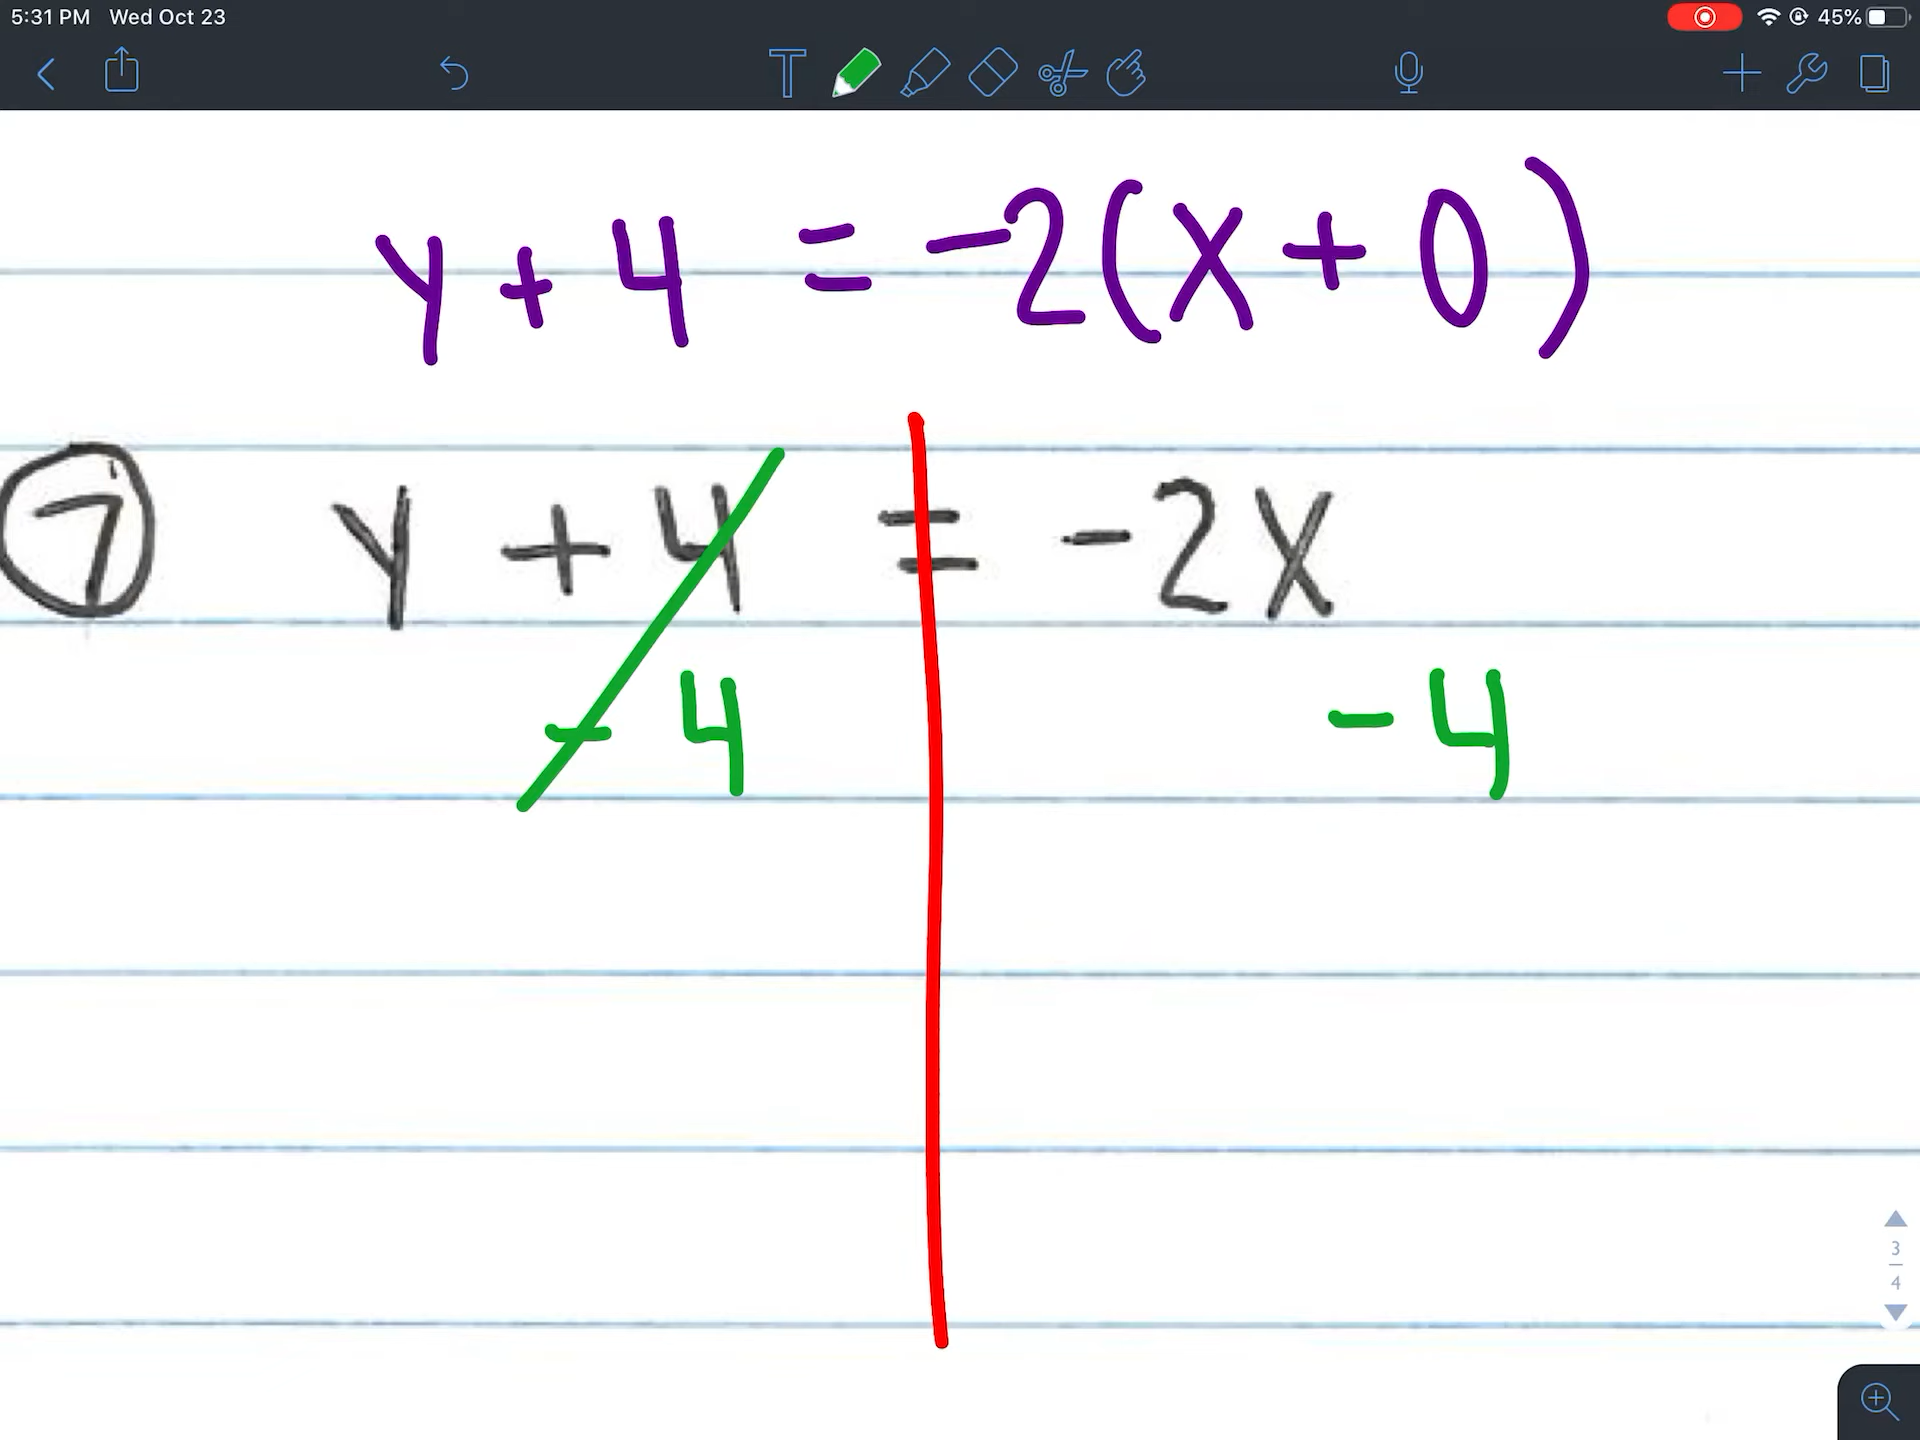 5:31 PM Wed Oct 23 45%
T
y + 4 = -2(x + 0)
7 y + 4 = -2x
- 4 - 4
3
4